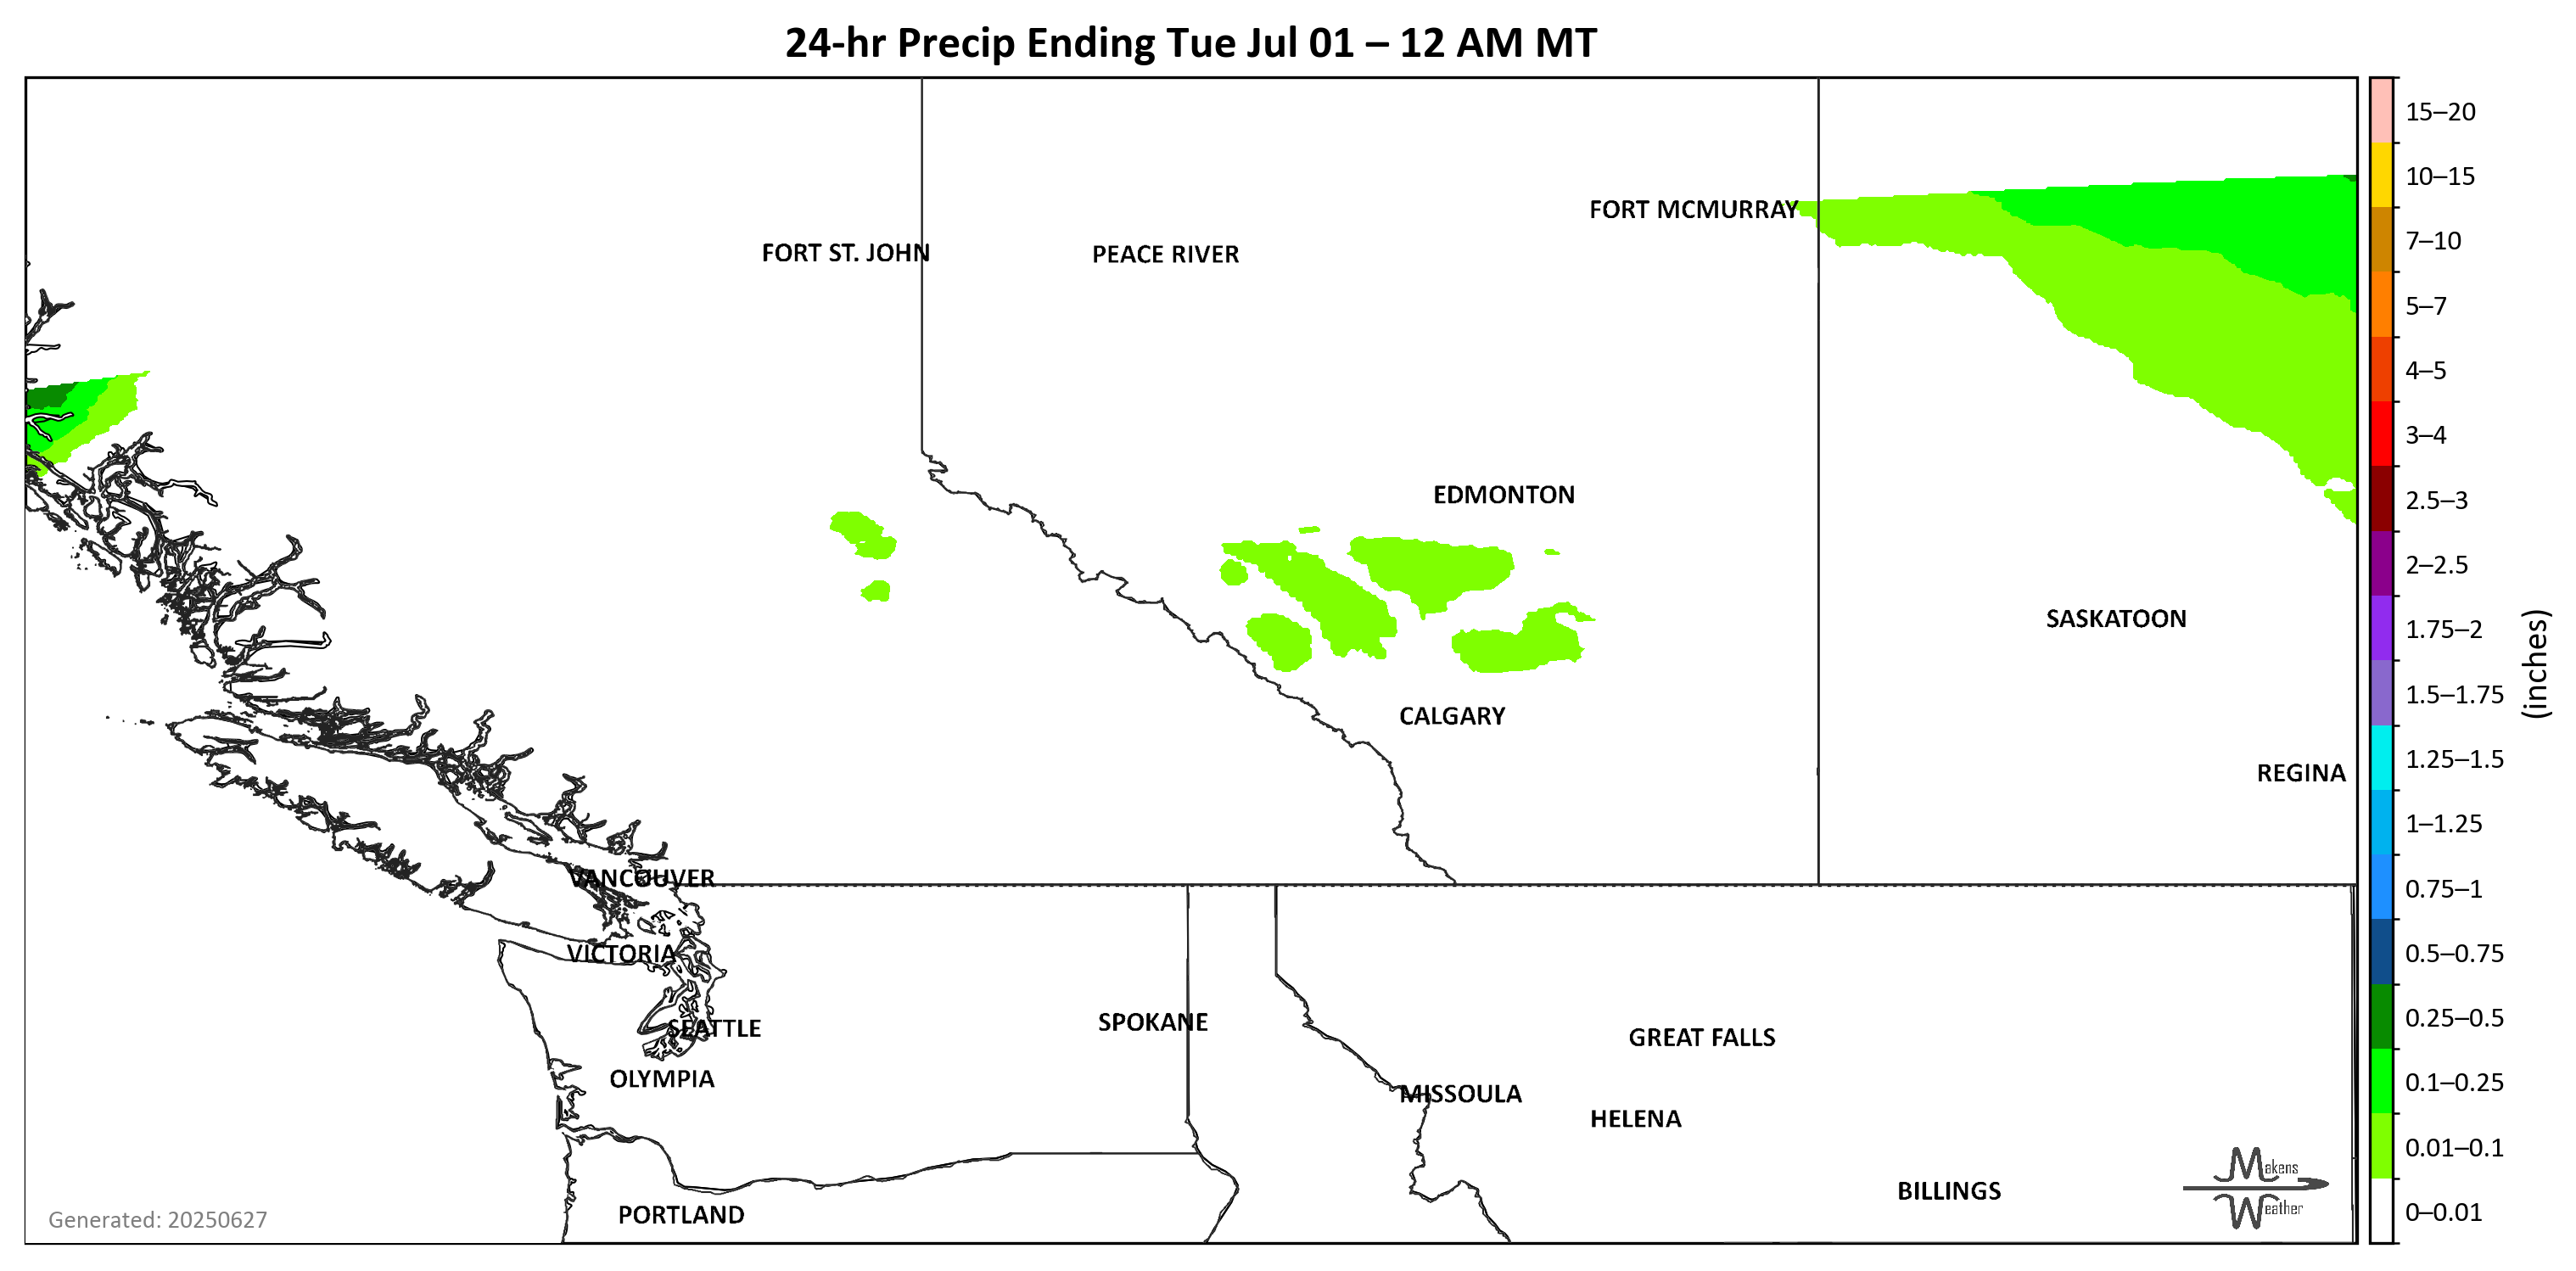 24-hr Precip Ending Tue Jul 01 – 12 AM MT
15–20
10–15
FORT MCMURRAY
7–10
FORT ST. JOHN
PEACE RIVER
5–7
4–5
3–4
EDMONTON
2.5–3
2–2.5
SASKATOON
1.75–2
(inches)
1.5–1.75
CALGARY
1.25–1.5
REGINA
1–1.25
VANCOUVER
0.75–1
VICTORIA
0.5–0.75
SEATTLE
SPOKANE
GREAT FALLS
0.25–0.5
OLYMPIA
MISSOULA
0.1–0.25
HELENA
0.01–0.1
Makens
Weather
BILLINGS
PORTLAND
Generated: 20250627
0–0.01